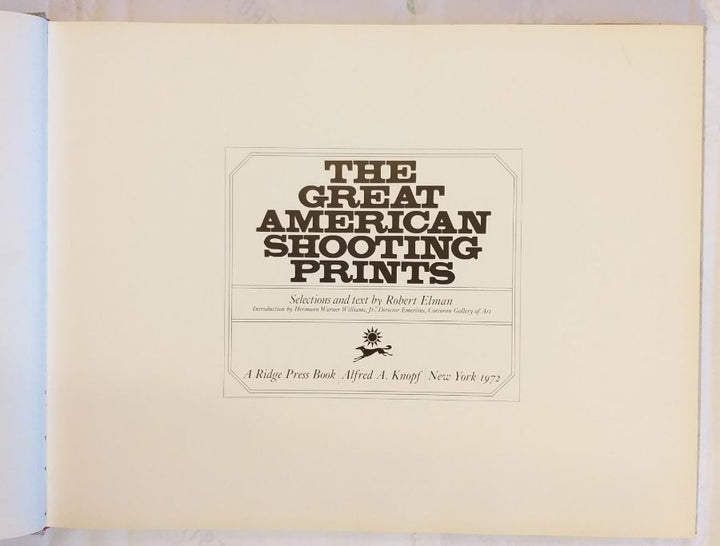 THE
GREAT
AMERICAN
SHOOTING
PRINTS
Selections and text by Robert Elman
Introduction by Hermann Warner Williams, Jr., Director Emeritus, Corcoran Gallery of Art
A Ridge Press Book | Alfred A. Knopf | New York 1972